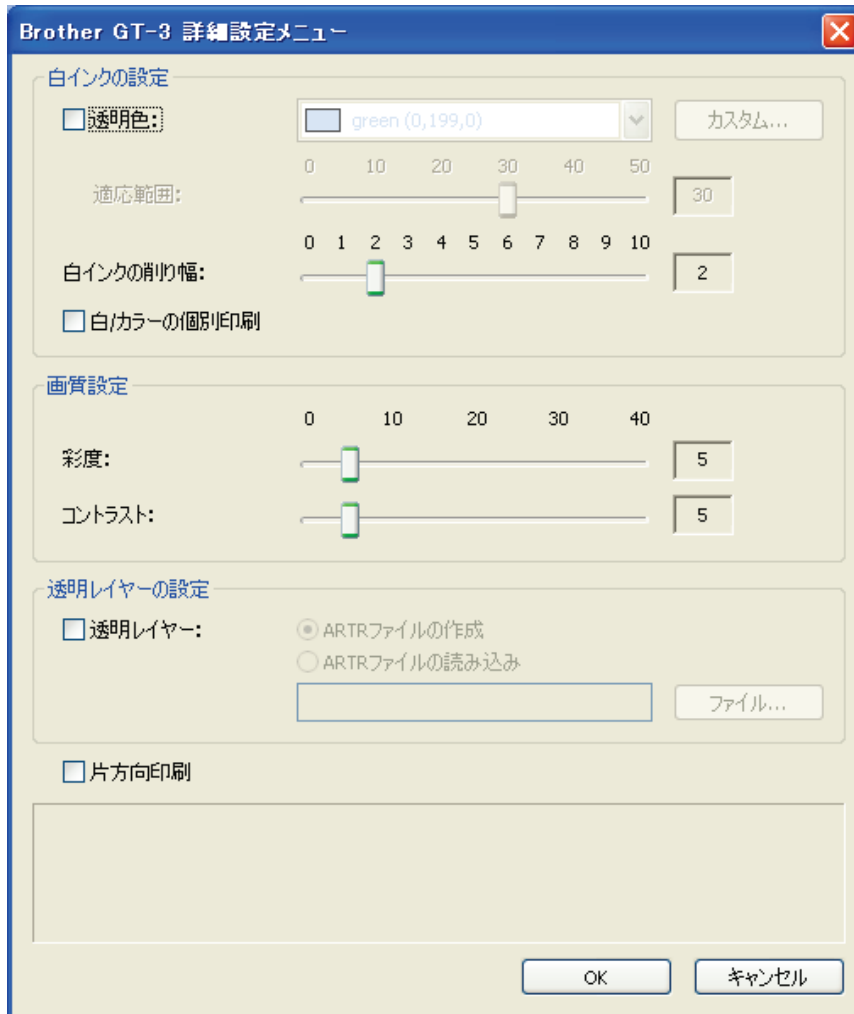 Brother GT-3 詳細設定メニュー
白インクの設定
透明色:
green (0,199,0)
カスタム...
0 10 20 30 40 50
適応範囲:
30
0 1 2 3 4 5 6 7 8 9 10
白インクの削り幅:
2
白/カラーの個別印刷
画質設定
0 10 20 30 40
彩度:
5
コントラスト:
5
透明レイヤーの設定
透明レイヤー:
ARTRファイルの作成
ARTRファイルの読み込み
ファイル...
片方向印刷
OK
キャンセル